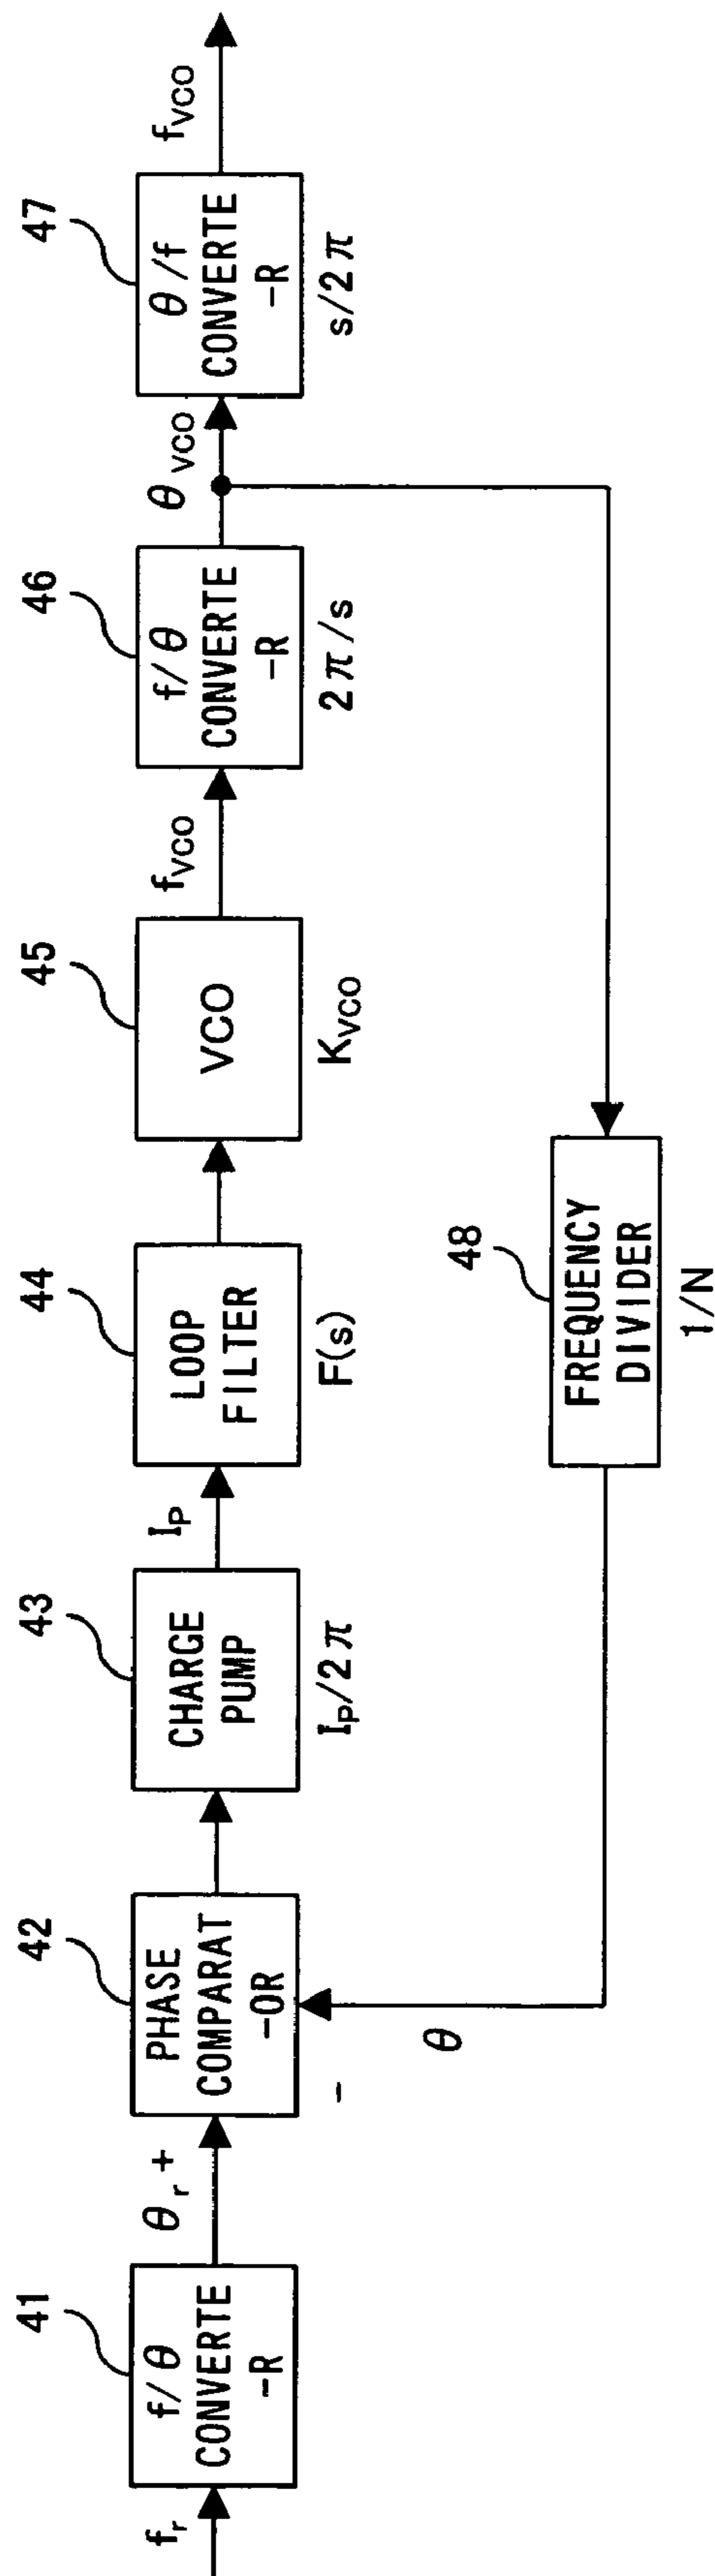 f_r
41
f/θ
CONVERTE
-R
θ_r +
42
PHASE
COMPARAT
-OR
-
θ
43
CHARGE
PUMP
I_P/2π
I_P
44
LOOP
FILTER
F(s)
45
VCO
K_VCO
f_VCO
46
f/θ
CONVERTE
-R
2π/s
θ_VCO
47
θ/f
CONVERTE
-R
s/2π
f_VCO
48
FREQUENCY
DIVIDER
1/N